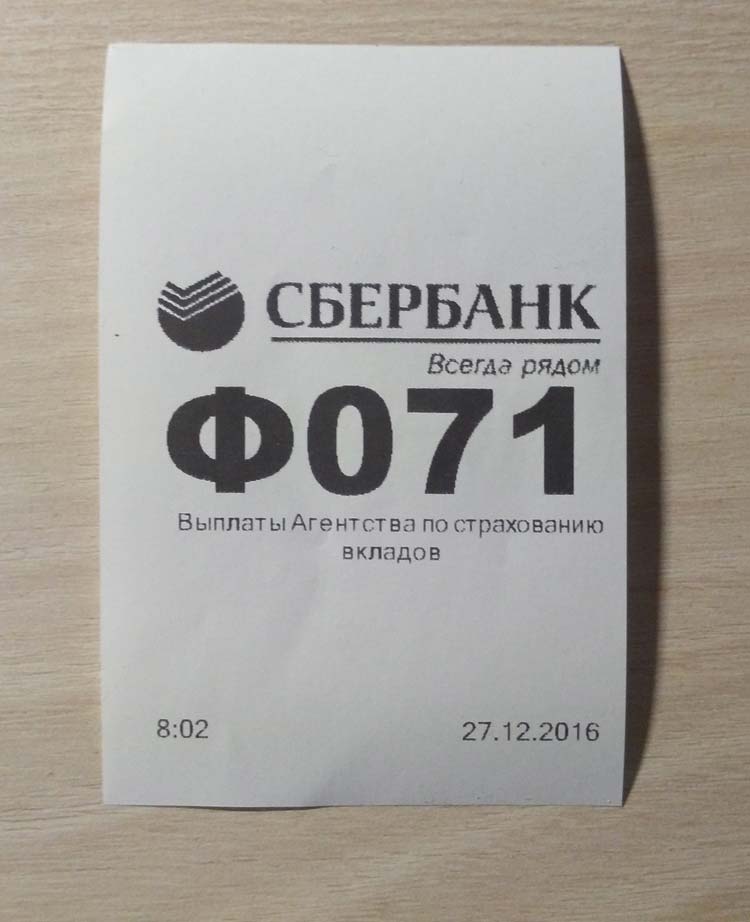 СБЕРБАНК
Всегда рядом
Ф071
Выплаты Агентства по страхованию
вкладов
8:02 27.12.2016